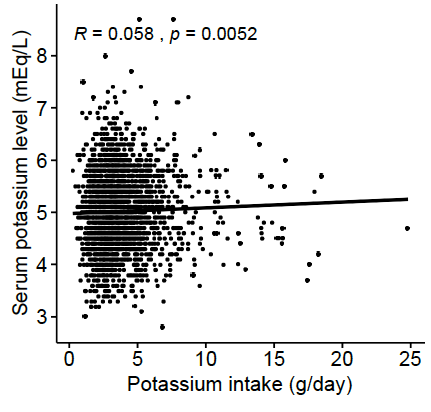 R = 0.058 , p = 0.0052
Serum potassium level (mEq/L)
8
7
6
5
4
3
0 5 10 15 20 25
Potassium intake (g/day)